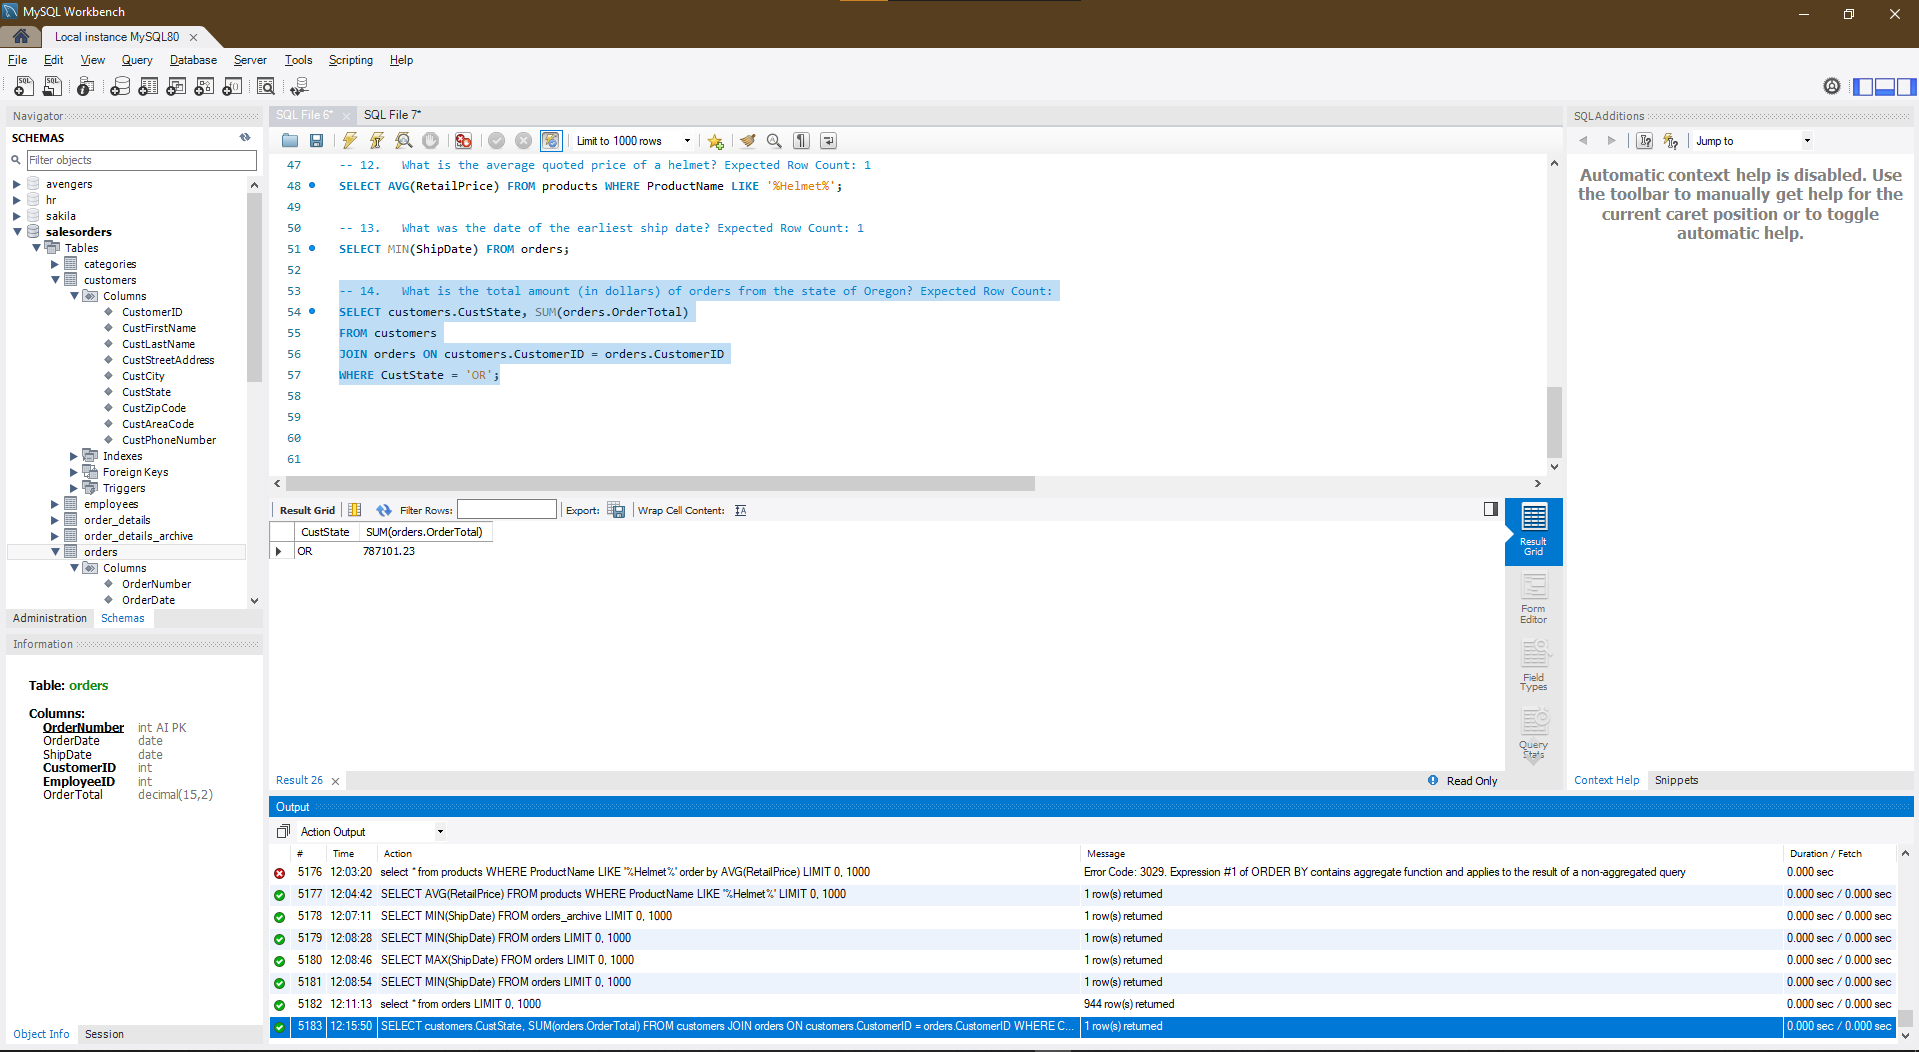 MySQL Workbench
Local instance MySQL80
File Edit View Query Database Server Tools Scripting Help
Navigator
SCHEMAS
Filter objects
avengers
hr
sakila
salesorders
Tables
categories
customers
Columns
CustomerID
CustFirstName
CustLastName
CustStreetAddress
CustCity
CustState
CustZipCode
CustAreaCode
CustPhoneNumber
Indexes
Foreign Keys
Triggers
employees
order_details
order_details_archive
orders
Columns
OrderNumber
OrderDate
Administration Schemas
Information
Table: orders
Columns:
OrderNumber int AI PK
OrderDate date
ShipDate date
CustomerID int
EmployeeID int
OrderTotal decimal(15,2)
Object Info Session
SQL File 6* SQL File 7*
Limit to 1000 rows
47 -- 12. What is the average quoted price of a helmet? Expected Row Count: 1
48 SELECT AVG(RetailPrice) FROM products WHERE ProductName LIKE '%Helmet%';
49
50 -- 13. What was the date of the earliest ship date? Expected Row Count: 1
51 SELECT MIN(ShipDate) FROM orders;
52
53 -- 14. What is the total amount (in dollars) of orders from the state of Oregon? Expected Row Count:
54 SELECT customers.CustState, SUM(orders.OrderTotal)
55 FROM customers
56 JOIN orders ON customers.CustomerID = orders.CustomerID
57 WHERE CustState = 'OR';
58
59
60
61
Result Grid Filter Rows: Export: Wrap Cell Content:
CustState SUM(orders.OrderTotal)
OR 787101.23
Result Grid
Form Editor
Field Types
Query Stats
Result 26 Read Only
SQLAdditions
Jump to
Automatic context help is disabled. Use
the toolbar to manually get help for the
current caret position or to toggle
automatic help.
Context Help Snippets
Output
Action Output
# Time Action Message Duration / Fetch
5176 12:03:20 select * from products WHERE ProductName LIKE '%Helmet%' order by AVG(RetailPrice) LIMIT 0, 1000 Error Code: 3029. Expression #1 of ORDER BY contains aggregate function and applies to the result of a non-aggregated query 0.000 sec
5177 12:04:42 SELECT AVG(RetailPrice) FROM products WHERE ProductName LIKE '%Helmet%' LIMIT 0, 1000 1 row(s) returned 0.000 sec / 0.000 sec
5178 12:07:11 SELECT MIN(ShipDate) FROM orders_archive LIMIT 0, 1000 1 row(s) returned 0.000 sec / 0.000 sec
5179 12:08:28 SELECT MIN(ShipDate) FROM orders LIMIT 0, 1000 1 row(s) returned 0.000 sec / 0.000 sec
5180 12:08:46 SELECT MAX(ShipDate) FROM orders LIMIT 0, 1000 1 row(s) returned 0.000 sec / 0.000 sec
5181 12:08:54 SELECT MIN(ShipDate) FROM orders LIMIT 0, 1000 1 row(s) returned 0.000 sec / 0.000 sec
5182 12:11:13 select * from orders LIMIT 0, 1000 944 row(s) returned 0.000 sec / 0.000 sec
5183 12:15:50 SELECT customers.CustState, SUM(orders.OrderTotal) FROM customers JOIN orders ON customers.CustomerID = orders.CustomerID WHERE C... 1 row(s) returned 0.000 sec / 0.000 sec